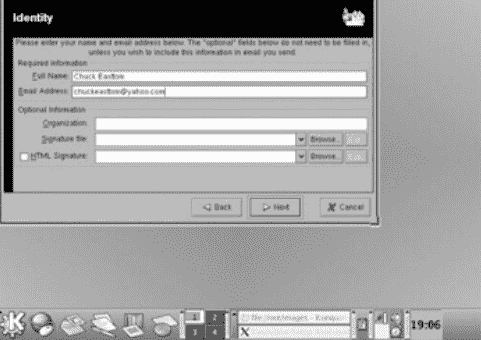 Identity
Please enter your name and email address below. The "optional" fields below do not need to be filled in,
unless you wish to include this information in email you send.
Required Information
Full Name: Chuck Easttom
Email Address: chuckeasttom@yahoo.com
Optional Information
Organization:
Signature file: Browse...
HTML Signature: Browse...
Back Next Cancel
1 2
3 4
X
19:06